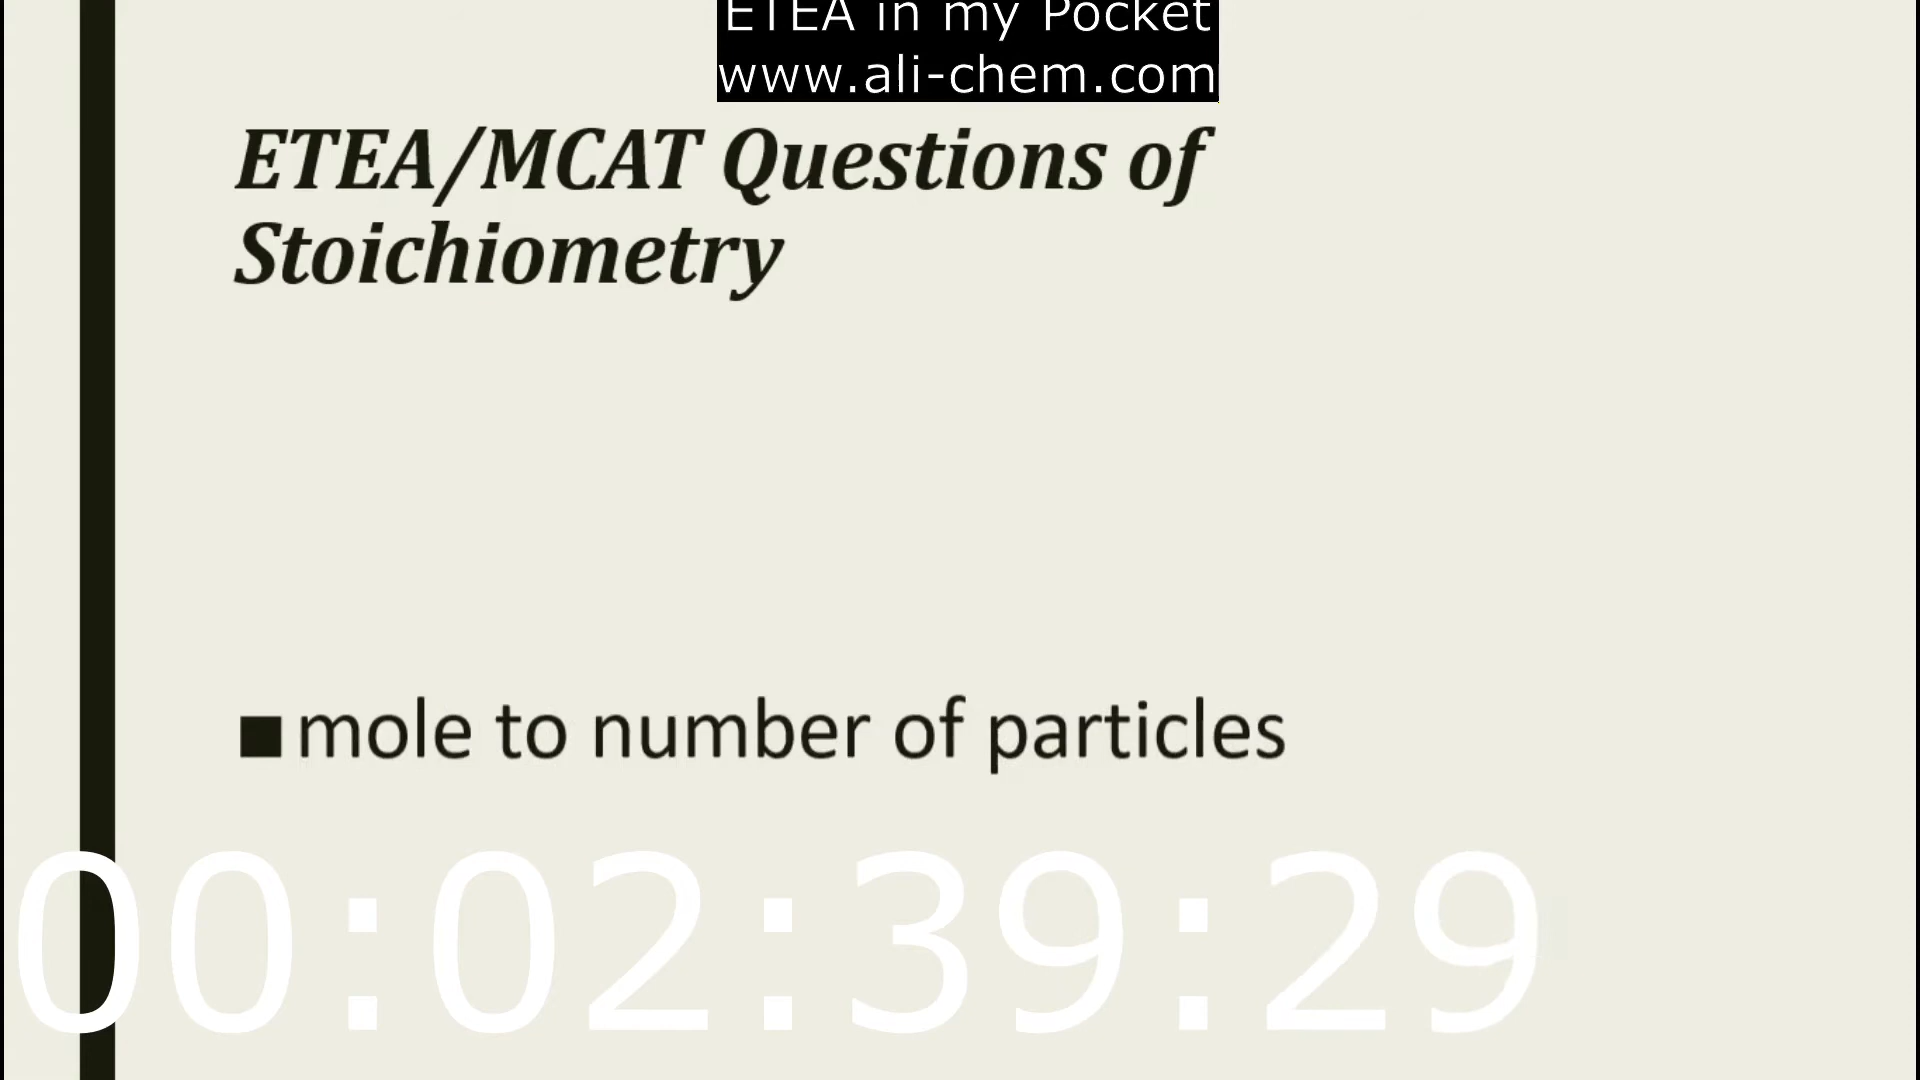 ETEA in my Pocket
www.ali-chem.com
ETEA/MCAT Questions of
Stoichiometry
■mole to number of particles
00:02:39:29